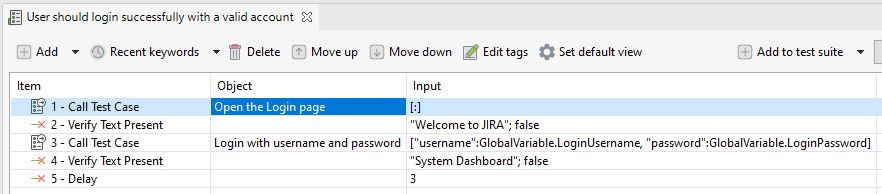 User should login successfully with a valid account
Add Recent keywords Delete Move up Move down Edit tags Set default view Add to test suite
Item Object Input
1 - Call Test Case Open the Login page [:]
2 - Verify Text Present "Welcome to JIRA"; false
3 - Call Test Case Login with username and password ["username":GlobalVariable.LoginUsername, "password":GlobalVariable.LoginPassword]
4 - Verify Text Present "System Dashboard"; false
5 - Delay 3